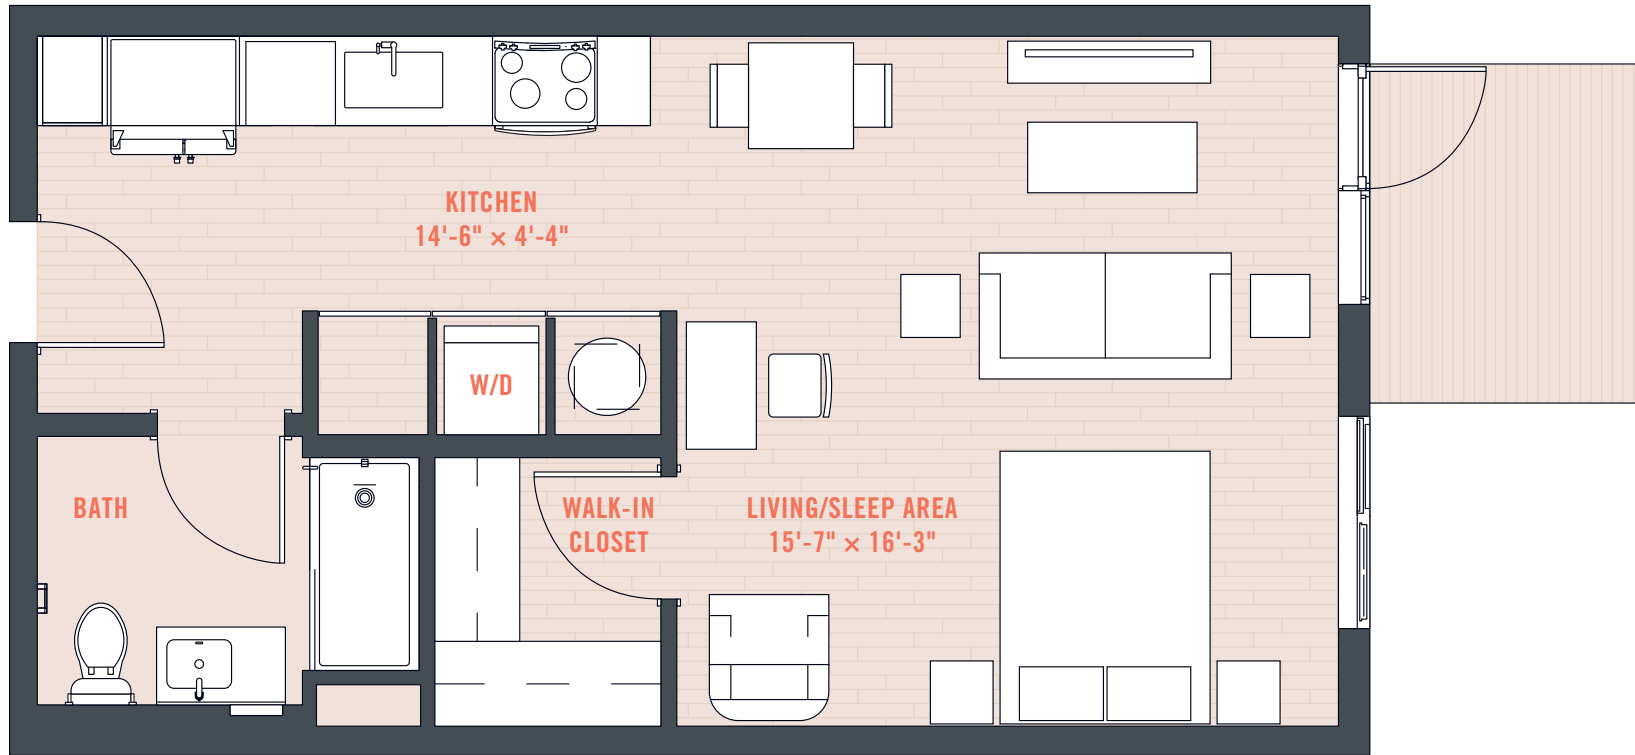 KITCHEN
14'-6" × 4'-4"
W/D
BATH
WALK-IN
CLOSET
LIVING/SLEEP AREA
15'-7" × 16'-3"